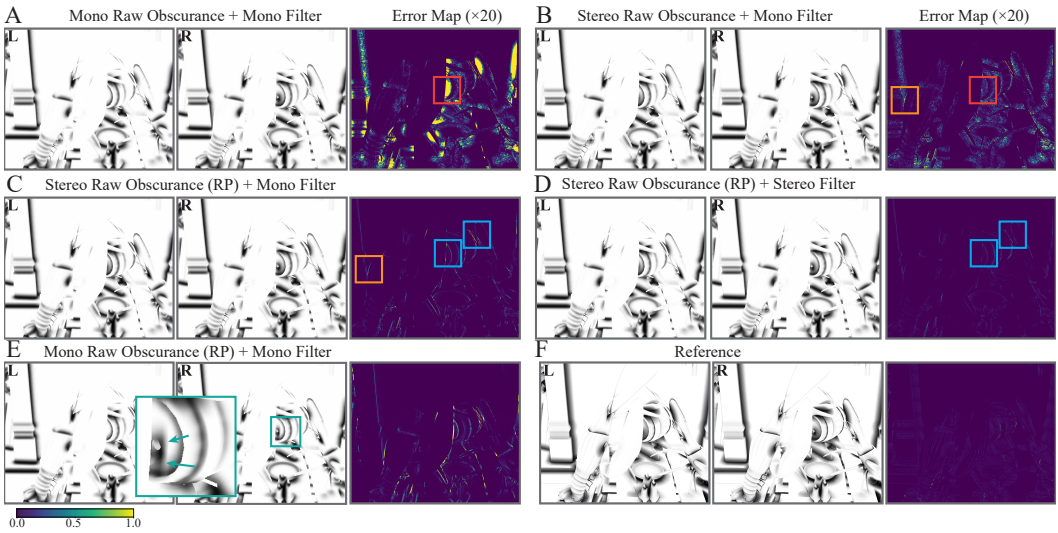 A Mono Raw Obscurance + Mono Filter Error Map (×20)
L R
B Stereo Raw Obscurance + Mono Filter Error Map (×20)
L R
C Stereo Raw Obscurance (RP) + Mono Filter
L R
D Stereo Raw Obscurance (RP) + Stereo Filter
L R
E Mono Raw Obscurance (RP) + Mono Filter
L R
F Reference
L R
0.0 0.5 1.0